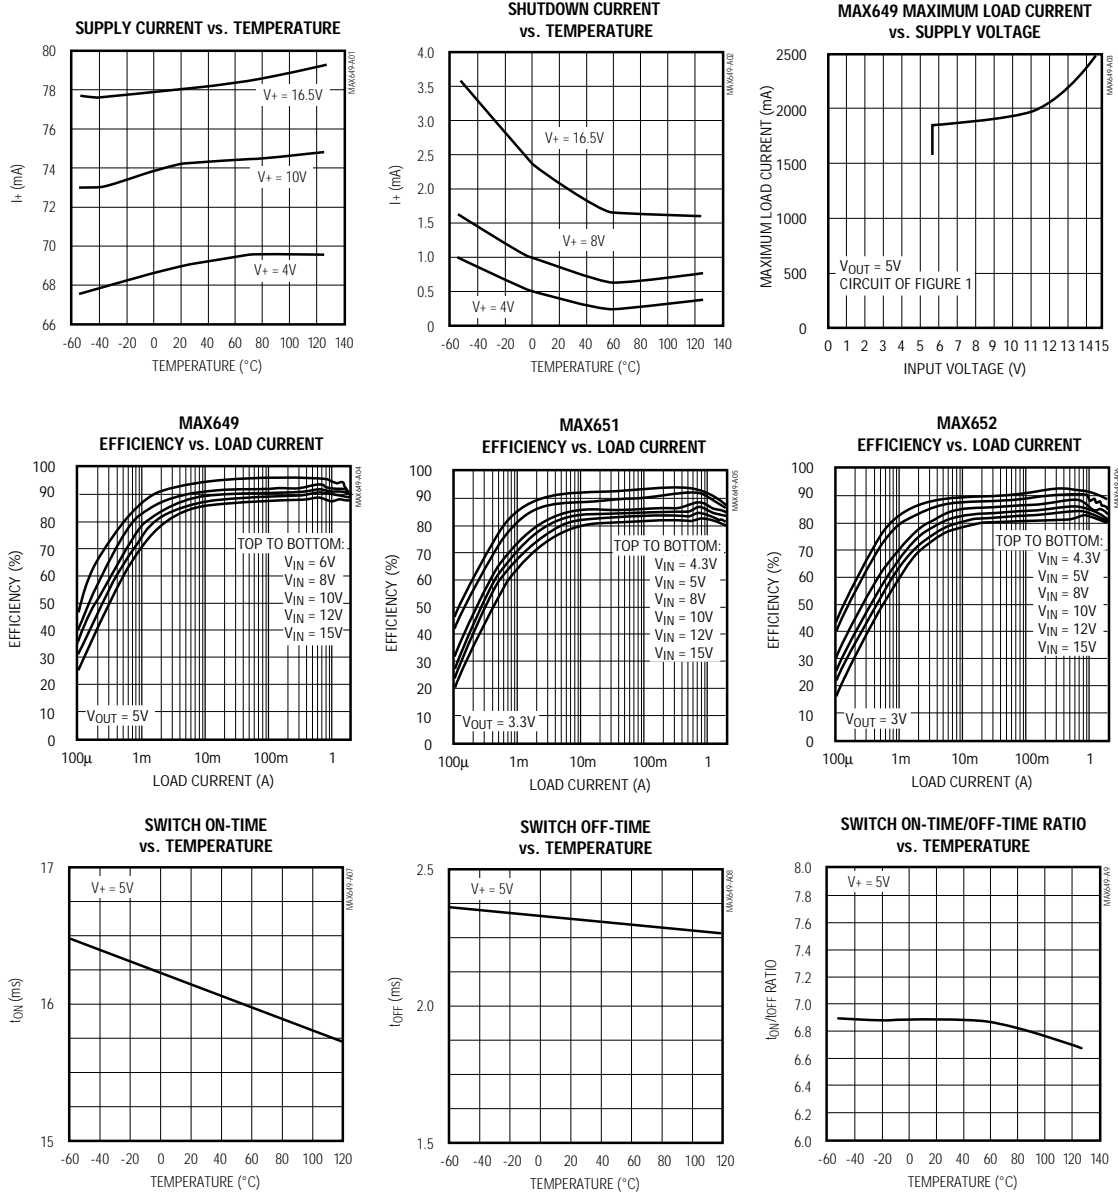 SUPPLY CURRENT vs. TEMPERATURE
80
78
76
74
72
70
68
66
I+ (mA)
V+ = 16.5V
V+ = 10V
V+ = 4V
MAX649-A01
-60 -40 -20 0 20 40 60 80 100 120 140
TEMPERATURE (°C)
SHUTDOWN CURRENT
vs. TEMPERATURE
4.0
3.5
3.0
2.5
2.0
1.5
1.0
0.5
0
I+ (mA)
V+ = 16.5V
V+ = 8V
V+ = 4V
MAX649-A02
-60 -40 -20 0 20 40 60 80 100 120 140
TEMPERATURE (°C)
MAX649 MAXIMUM LOAD CURRENT
vs. SUPPLY VOLTAGE
2500
2000
1500
1000
500
0
MAXIMUM LOAD CURRENT (mA)
VOUT = 5V
CIRCUIT OF FIGURE 1
MAX649-A03
0 1 2 3 4 5 6 7 8 9 10 11 12 13 14 15
INPUT VOLTAGE (V)
MAX649
EFFICIENCY vs. LOAD CURRENT
100
90
80
70
60
50
40
30
20
10
0
EFFICIENCY (%)
TOP TO BOTTOM:
VIN = 6V
VIN = 8V
VIN = 10V
VIN = 12V
VIN = 15V
VOUT = 5V
MAX649-A04
100µ 1m 10m 100m 1
LOAD CURRENT (A)
MAX651
EFFICIENCY vs. LOAD CURRENT
100
90
80
70
60
50
40
30
20
10
0
EFFICIENCY (%)
TOP TO BOTTOM:
VIN = 4.3V
VIN = 5V
VIN = 8V
VIN = 10V
VIN = 12V
VIN = 15V
VOUT = 3.3V
MAX649-A05
100µ 1m 10m 100m 1
LOAD CURRENT (A)
MAX652
EFFICIENCY vs. LOAD CURRENT
100
90
80
70
60
50
40
30
20
10
0
EFFICIENCY (%)
TOP TO BOTTOM:
VIN = 4.3V
VIN = 5V
VIN = 8V
VIN = 10V
VIN = 12V
VIN = 15V
VOUT = 3V
100µ 1m 10m 100m 1
LOAD CURRENT (A)
SWITCH ON-TIME
vs. TEMPERATURE
17
16
15
tON (ms)
V+ = 5V
MAX649-A07
-60 -40 -20 0 20 40 60 80 100 120
TEMPERATURE (°C)
SWITCH OFF-TIME
vs. TEMPERATURE
2.5
2.0
1.5
tOFF (ms)
V+ = 5V
MAX649-A08
-60 -40 -20 0 20 40 60 80 100 120
TEMPERATURE (°C)
SWITCH ON-TIME/OFF-TIME RATIO
vs. TEMPERATURE
8.0
7.8
7.6
7.4
7.2
7.0
6.8
6.6
6.4
6.2
6.0
tON/tOFF RATIO
V+ = 5V
MAX649-A9
-60 -40 -20 0 20 40 60 80 100 120 140
TEMPERATURE (°C)